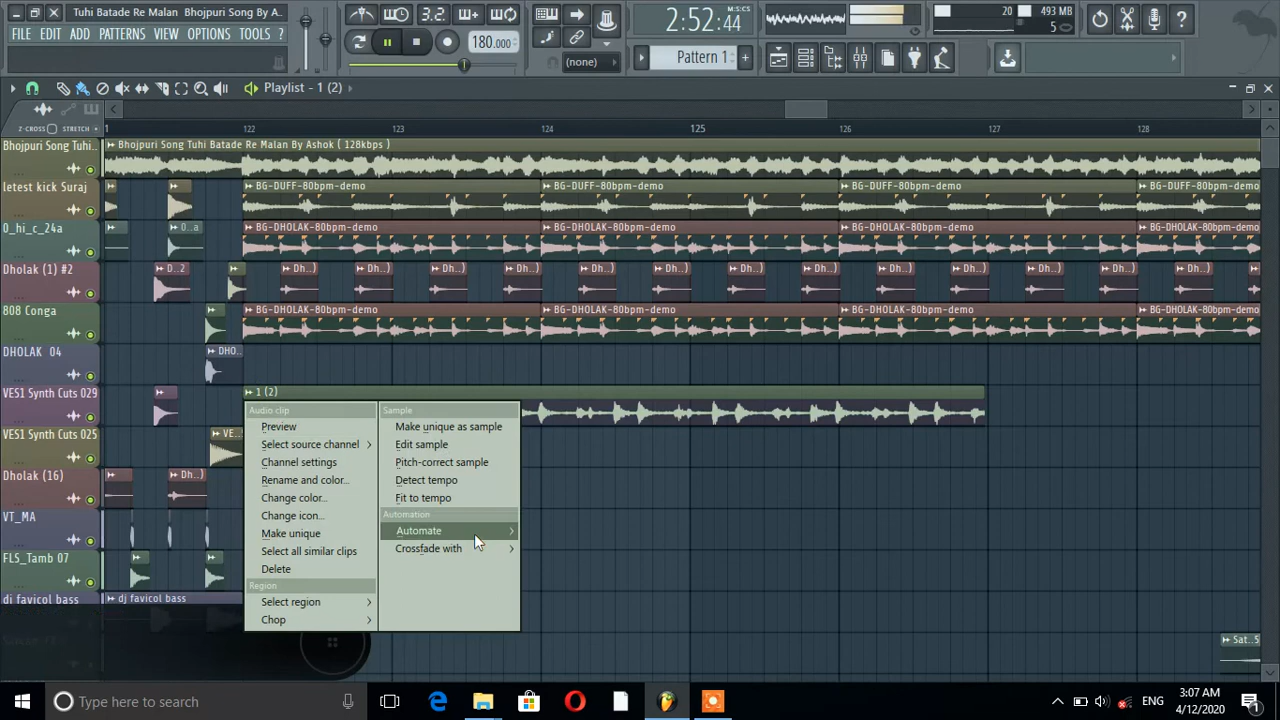 Tuhi Batade Re Malan Bhojpuri Song By A..
FILE EDIT ADD PATTERNS VIEW OPTIONS TOOLS ?
3.2.
180.000
(none)
2:52:44
M:S:CS
Pattern 1
20
493 MB
5
Playlist - 1 (2)
Z-CROSS STRETCH
1 122 123 124 125 126 127 128
Bhojpuri Song Tuhi..
Bhojpuri Song Tuhi Batade Re Malan By Ashok ( 128kbps )
letest kick Suraj
BG-DUFF-80bpm-demo BG-DUFF-80bpm-demo BG-DUFF-80bpm-demo BG-DUFF-80bpm-demo
0_hi_c_24a
0..a BG-DHOLAK-80bpm-demo BG-DHOLAK-80bpm-demo BG-DHOLAK-80bpm-demo BG-DHOLAK-80bpm-demo
Dholak (1) #2
D..2 Dh..) Dh..) Dh..) Dh..) Dh..) Dh..) Dh..) Dh..) Dh..) Dh..) Dh..) Dh..) Dh..)
808 Conga
BG-DHOLAK-80bpm-demo BG-DHOLAK-80bpm-demo BG-DHOLAK-80bpm-demo BG-DHOLAK-80bpm-demo
DHOLAK 04
DHO..
VES1 Synth Cuts 029
1 (2)
VES1 Synth Cuts 025
VE..
Dholak (16)
Dh..)
VT_MA
FLS_Tamb 07
dj favicol bass
dj favicol bass
Sat..5
Audio clip
Preview
Select source channel
Channel settings
Rename and color...
Change color...
Change icon...
Make unique
Select all similar clips
Delete
Region
Select region
Chop
Sample
Make unique as sample
Edit sample
Pitch-correct sample
Detect tempo
Fit to tempo
Automation
Automate
Crossfade with
Type here to search
ENG
3:07 AM
4/12/2020
1